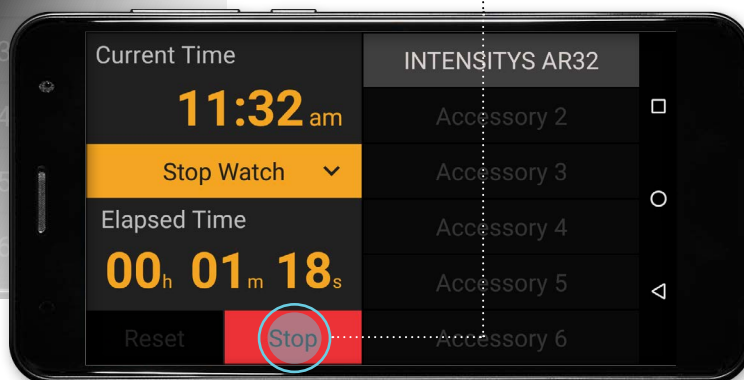 Current Time
11:32 am
Stop Watch
Elapsed Time
00h 01m 18s
Reset
Stop
INTENSITYS AR32
Accessory 2
Accessory 3
Accessory 4
Accessory 5
Accessory 6